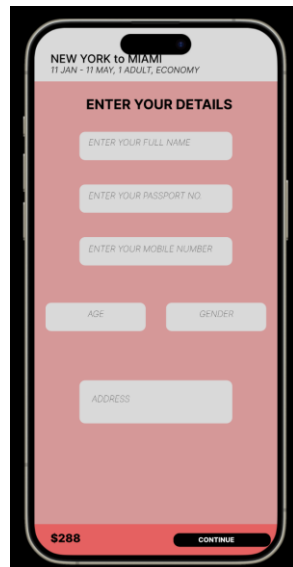 NEW YORK to MIAMI
11 JAN - 11 MAY, 1 ADULT, ECONOMY
ENTER YOUR DETAILS
ENTER YOUR FULL NAME
ENTER YOUR PASSPORT NO.
ENTER YOUR MOBILE NUMBER
AGE GENDER
ADDRESS
$288 CONTINUE